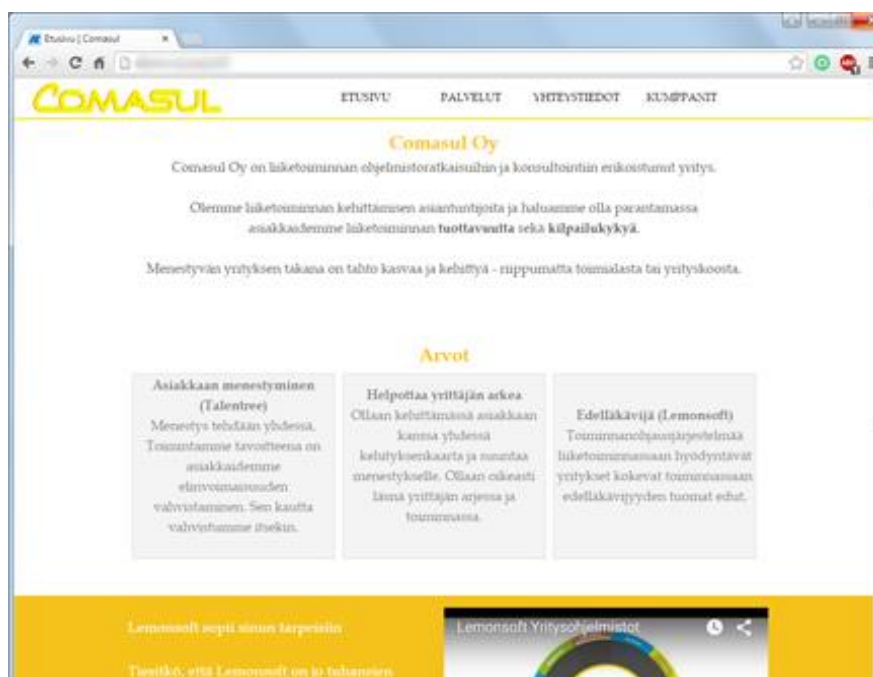 Etusivu | Comasul
COMASUL
ETUSIVU PALVELUT YHTEYSTIEDOT KUMPPANIT
Comasul Oy
Comasul Oy on liiketoiminnan ohjelmistoratkaisuihin ja konsultointiin erikoistunut yritys.
Olemme liiketoiminnan kehittämisen asiantuntijoita ja haluamme olla parantamassa
asiakkaidemme liiketoiminnan tuottavuutta sekä kilpailukykyä.
Menestyvän yrityksen takana on tahto kasvaa ja kehittyä - riippumatta toimialasta tai yrityskoosta.
Arvot
Asiakkaan menestyminen
(Talentree)
Menestys tehdään yhdessä.
Toimintamme tavoitteena on
asiakkaidemme
elinvoimaisuuden
vahvistaminen. Sen kautta
vahvistumme itsekin.
Helpottaa yrittäjän arkea
Ollaan kehittämässä asiakkaan
kanssa yhdessä
kehityksenkaarta ja suuntaa
menestykselle. Ollaan oikeasti
läsnä yrittäjän arjessa ja
toiminnassa.
Edelläkävijä (Lemonsoft)
Toiminnanohjausjärjestelmää
liiketoiminnassaan hyödyntävät
yritykset kokevat toiminnassaan
edelläkävijyyden tuomat edut.
Lemonsoft sopii sinun tarpeisiin
Tiesitkö, että Lemonsoft on jo tuhansien
Lemonsoft Yritysohjelmistot